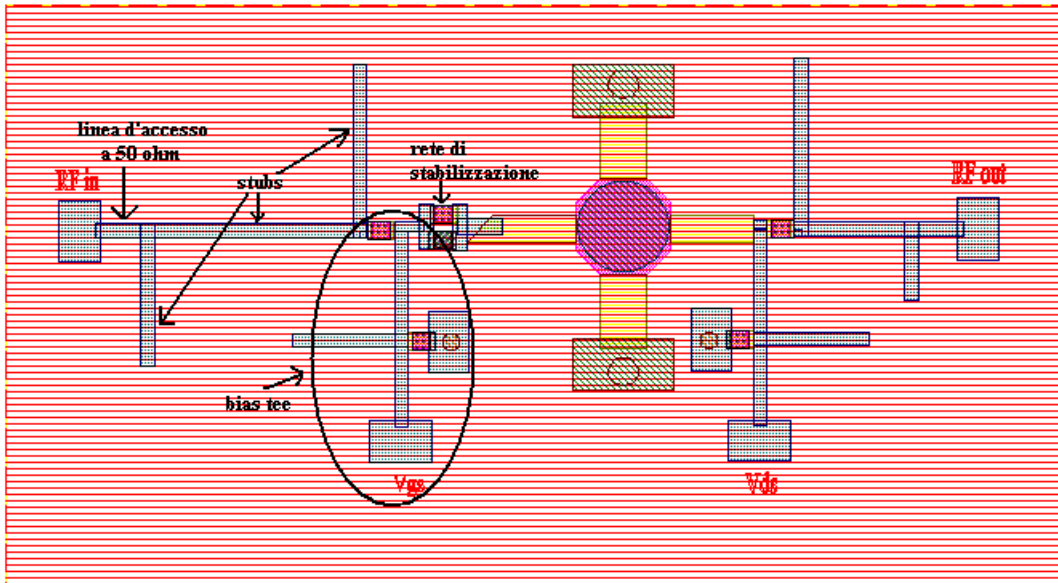 linea d'accesso
a 50 ohm
RF in
stubs
rete di
stabilizzazione
RF out
bias tee
Vgs
Vds